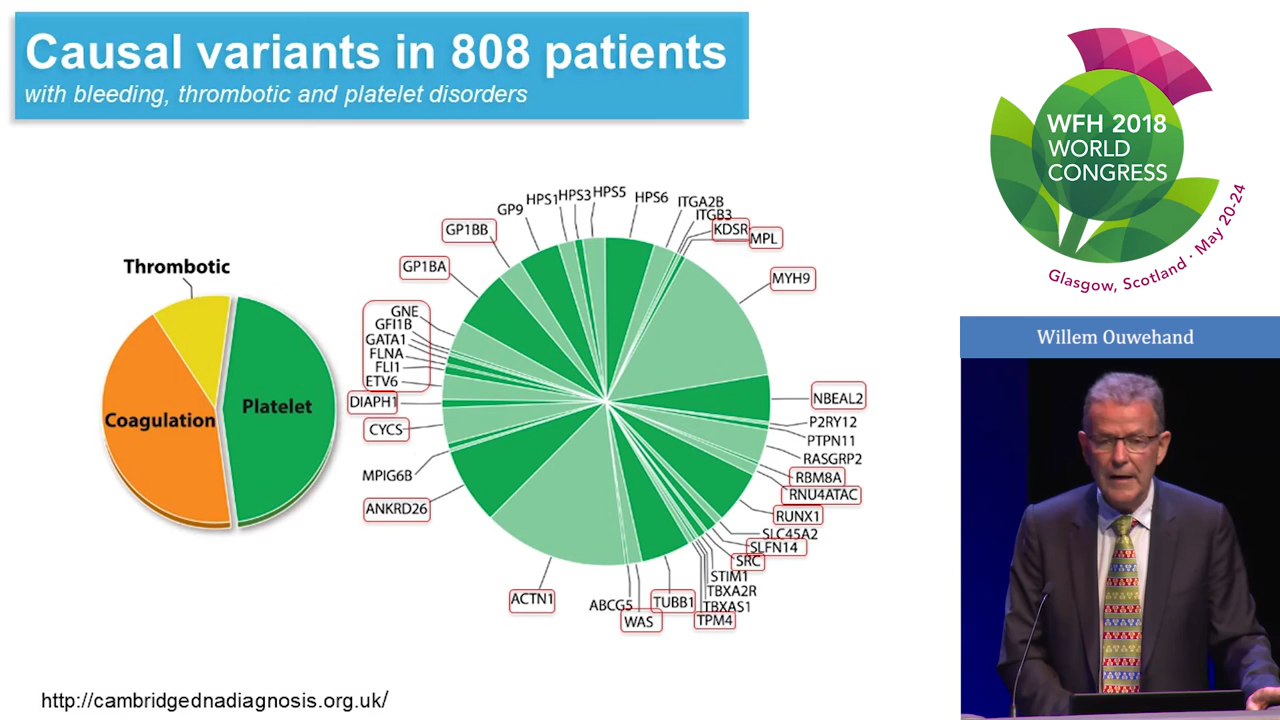 Causal variants in 808 patients
with bleeding, thrombotic and platelet disorders
WFH 2018
WORLD
CONGRESS
Glasgow, Scotland · May 20-24
Willem Ouwehand
Thrombotic
Coagulation
Platelet
HPS1
HPS3
HPS5
HPS6
ITGA2B
ITGB3
KDSR
MPL
MYH9
NBEAL2
P2RY12
PTPN11
RASGRP2
RBM8A
RNU4ATAC
RUNX1
SLC45A2
SLFN14
SRC
STIM1
TBXA2R
TBXAS1
TPM4
TUBB1
WAS
ABCG5
ACTN1
ANKRD26
MPIG6B
CYCS
DIAPH1
ETV6
FLI1
FLNA
GATA1
GFI1B
GNE
GP1BA
GP1BB
GP9
http://cambridgednadiagnosis.org.uk/